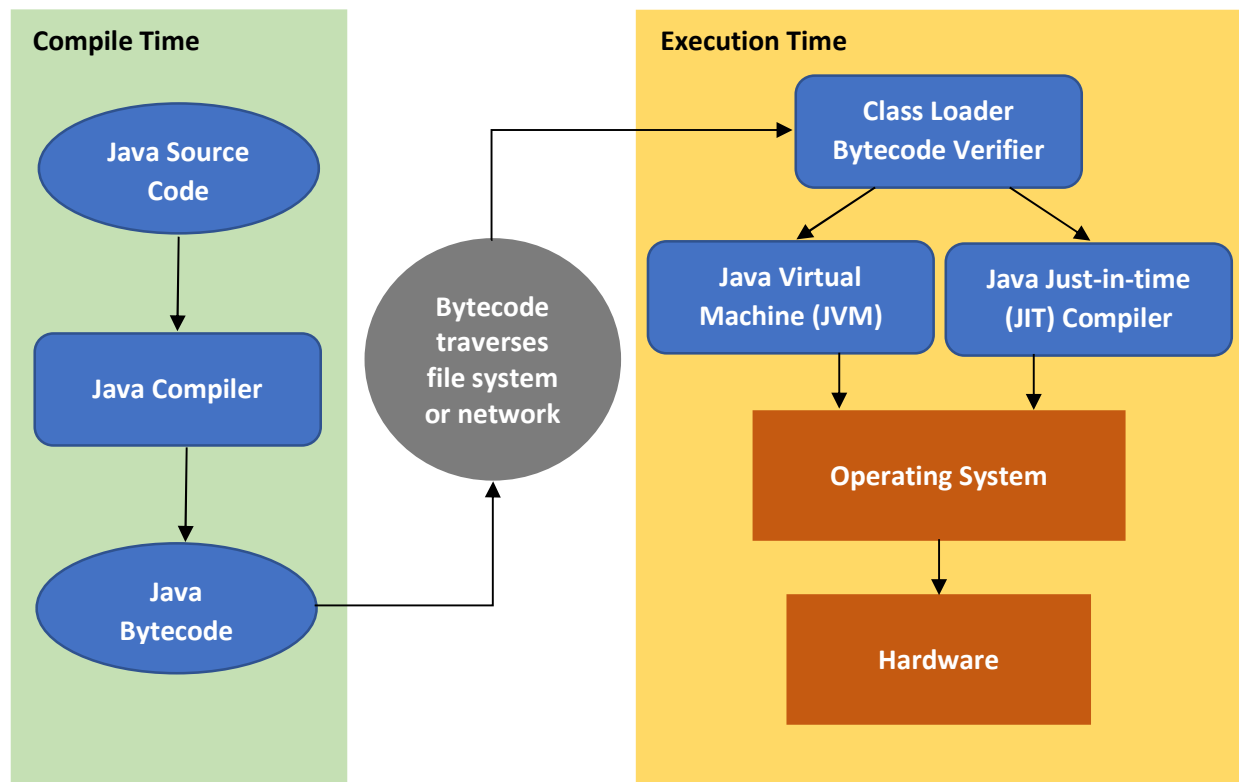 Compile Time
Java Source
Code
Java Compiler
Java
Bytecode
Bytecode
traverses
file system
or network
Execution Time
Class Loader
Bytecode Verifier
Java Virtual
Machine (JVM)
Java Just-in-time
(JIT) Compiler
Operating System
Hardware